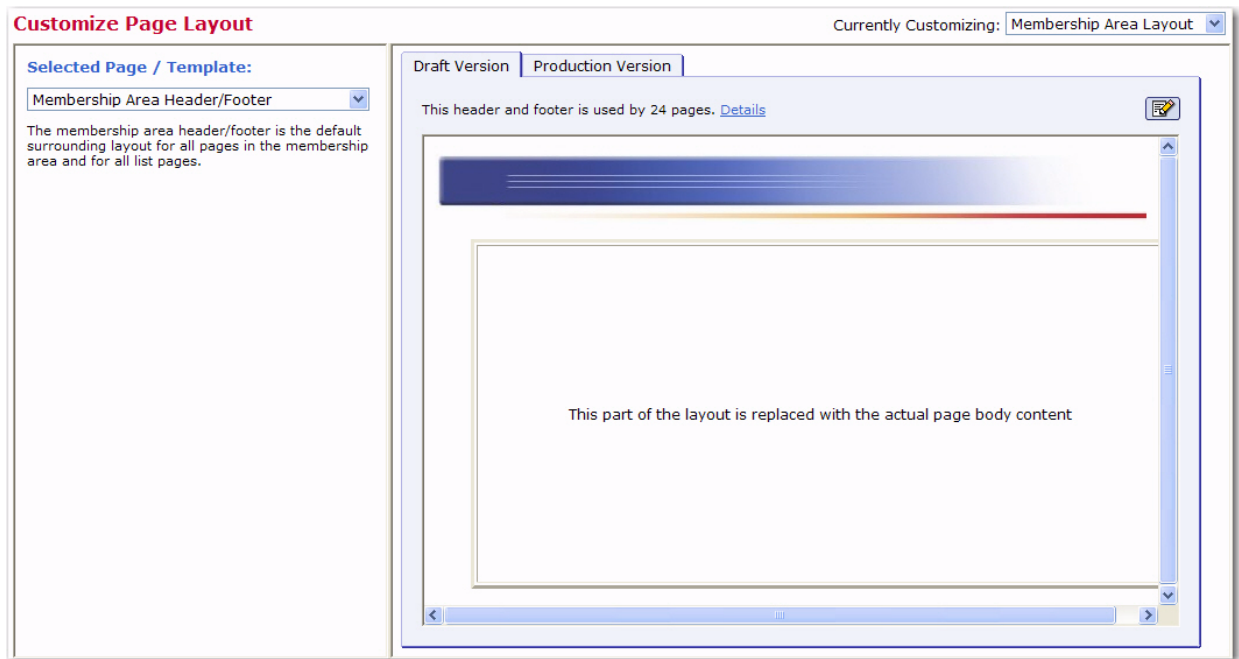 Customize Page Layout
Currently Customizing: Membership Area Layout
Selected Page / Template:
Membership Area Header/Footer
The membership area header/footer is the default
surrounding layout for all pages in the membership
area and for all list pages.
Draft Version
Production Version
This header and footer is used by 24 pages. Details
This part of the layout is replaced with the actual page body content